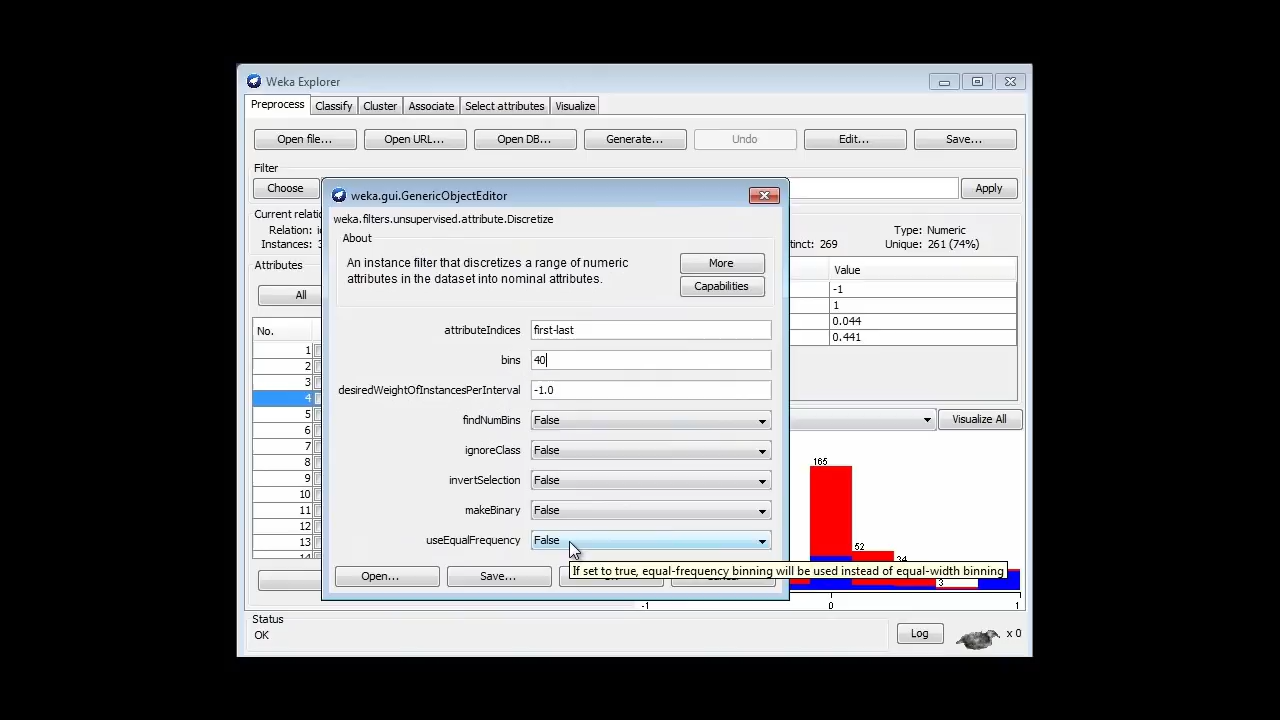 Weka Explorer
Preprocess Classify Cluster Associate Select attributes Visualize
Open file... Open URL... Open DB... Generate... Undo Edit... Save...
Filter
Choose Apply
weka.gui.GenericObjectEditor
weka.filters.unsupervised.attribute.Discretize
About
An instance filter that discretizes a range of numeric
attributes in the dataset into nominal attributes.
More
Capabilities
attributeIndices first-last
bins 40
desiredWeightOfInstancesPerInterval -1.0
findNumBins False
ignoreClass False
invertSelection False
makeBinary False
useEqualFrequency False
If set to true, equal-frequency binning will be used instead of equal-width binning
Open... Save...
Current
Relation:
Instances: 3
Attributes
All
No.
1
2
3
4
5
6
7
8
9
10
11
12
13
Type: Numeric
269 Unique: 261 (74%)
Value
-1
1
0.044
0.441
Visualize All
165
52
34
3
-1 0 1
Status
OK
Log x 0